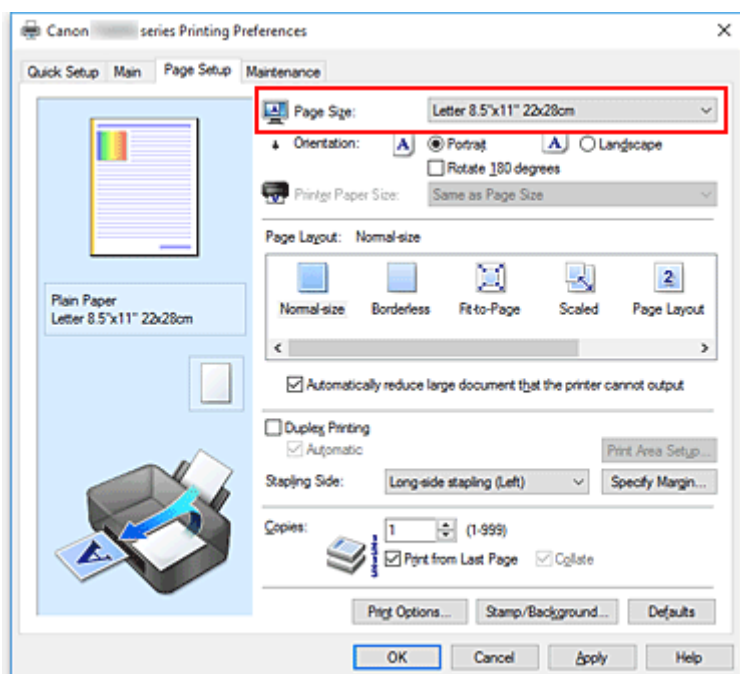 Canon series Printing Preferences
Quick Setup Main Page Setup Maintenance
Page Size: Letter 8.5"x11" 22x28cm
Orientation: A Portrait A Landscape
Rotate 180 degrees
Printer Paper Size: Same as Page Size
Page Layout: Normal-size
Normal-size Borderless Fit-to-Page Scaled Page Layout
Plain Paper
Letter 8.5"x11" 22x28cm
Automatically reduce large document that the printer cannot output
Duplex Printing
Automatic Print Area Setup...
Stapling Side: Long-side stapling (Left) Specify Margin...
Copies: 1 (1-999)
Print from Last Page Collate
Print Options... Stamp/Background... Defaults
OK Cancel Apply Help